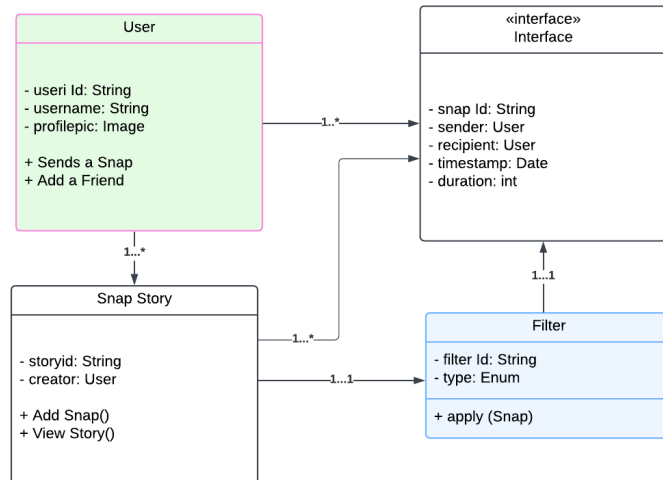 User
- useri Id: String
- username: String
- profilepic: Image
+ Sends a Snap
+ Add a Friend
«interface»
Interface
- snap Id: String
- sender: User
- recipient: User
- timestamp: Date
- duration: int
1..*
1...*
1...1
Snap Story
- storyid: String
- creator: User
+ Add Snap()
+ View Story()
1...*
1...1
Filter
- filter Id: String
- type: Enum
+ apply (Snap)